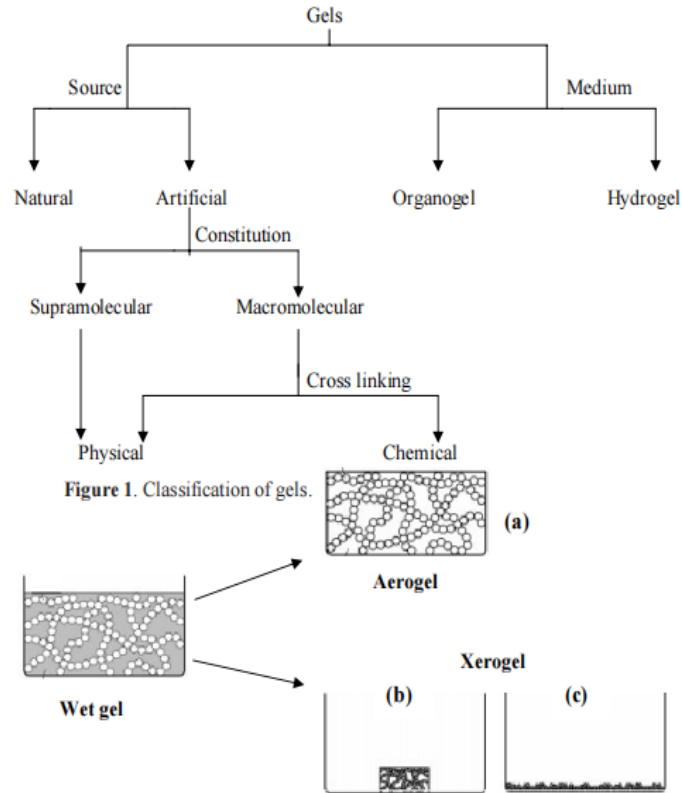 Gels
Source
Medium
Natural
Artificial
Organogel
Hydrogel
Constitution
Supramolecular
Macromolecular
Cross linking
Physical
Chemical
Figure 1. Classification of gels.
(a)
Aerogel
Wet gel
Xerogel
(b)
(c)